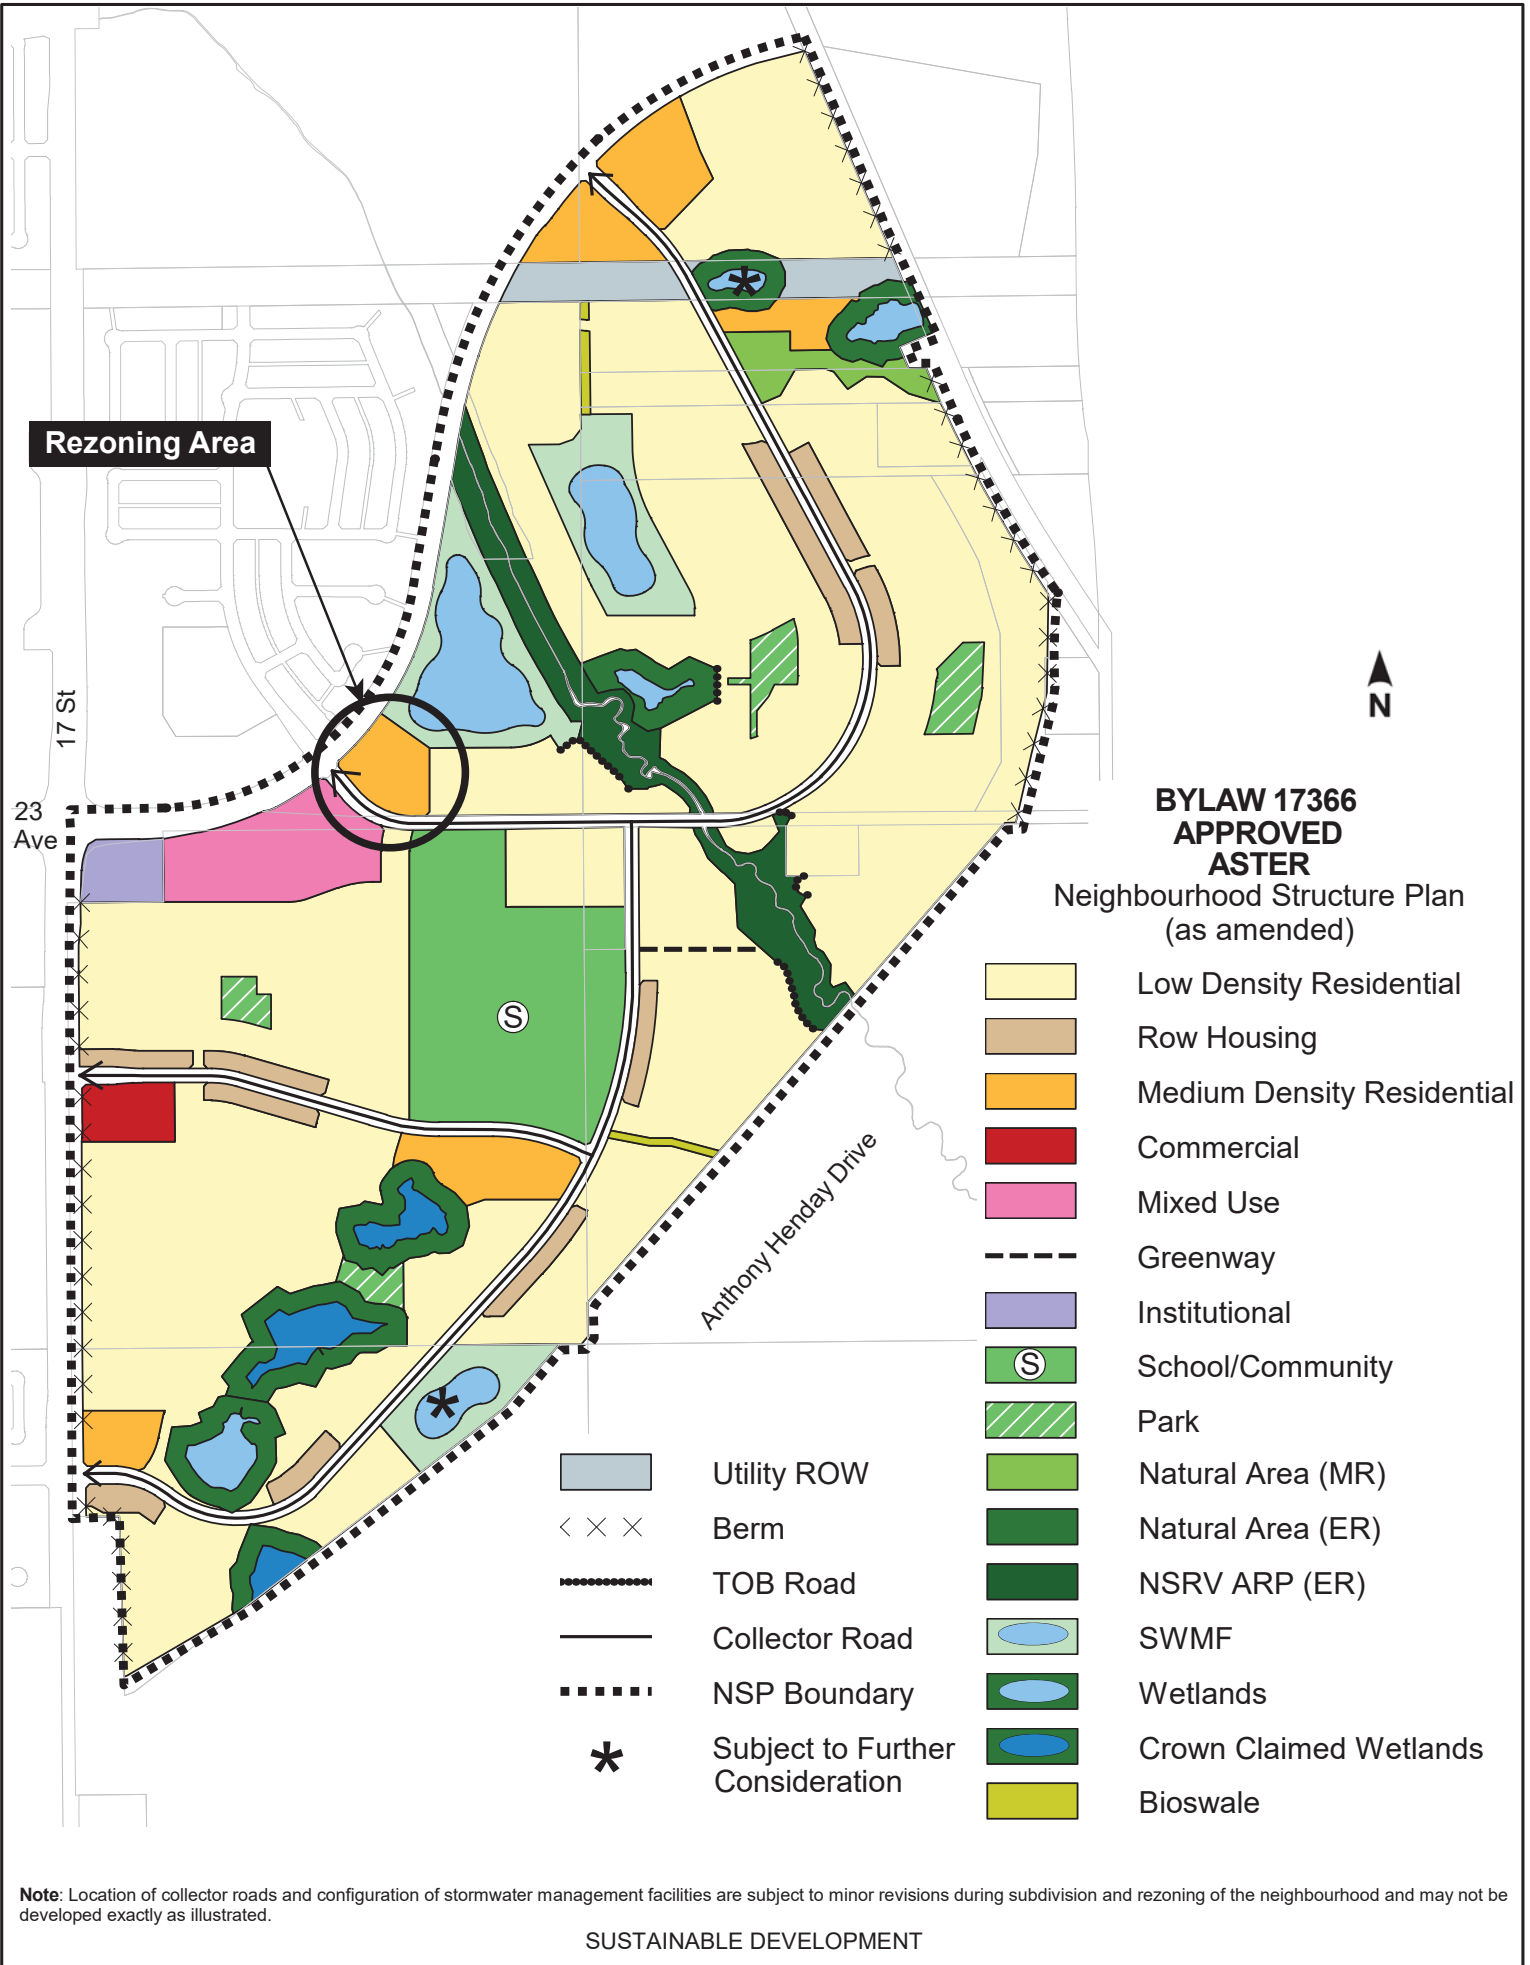 Rezoning Area
17 St
23
Ave
N
S
Anthony Henday Drive
BYLAW 17366
APPROVED
ASTER
Neighbourhood Structure Plan
(as amended)
Low Density Residential
Row Housing
Medium Density Residential
Commercial
Mixed Use
Greenway
Institutional
S
School/Community
Park
Natural Area (MR)
Natural Area (ER)
NSRV ARP (ER)
SWMF
Wetlands
Crown Claimed Wetlands
Bioswale
Utility ROW
Berm
TOB Road
Collector Road
NSP Boundary
*
Subject to Further
Consideration
Note: Location of collector roads and configuration of stormwater management facilities are subject to minor revisions during subdivision and rezoning of the neighbourhood and may not be
developed exactly as illustrated.
SUSTAINABLE DEVELOPMENT